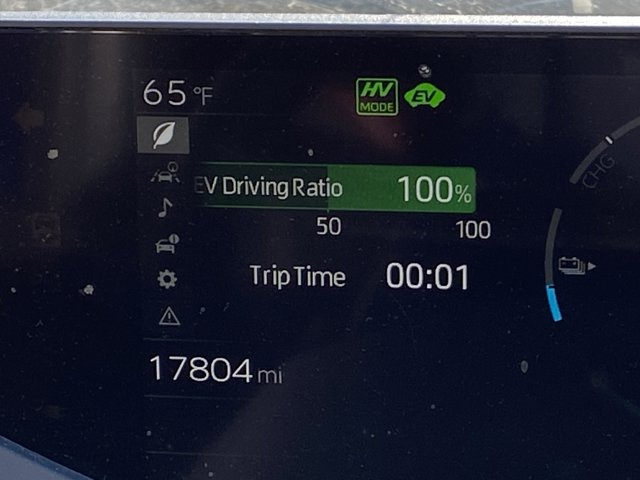 65 °F
HV
MODE
EV
CHG
EV Driving Ratio 100%
50 100
Trip Time 00:01
17804 mi